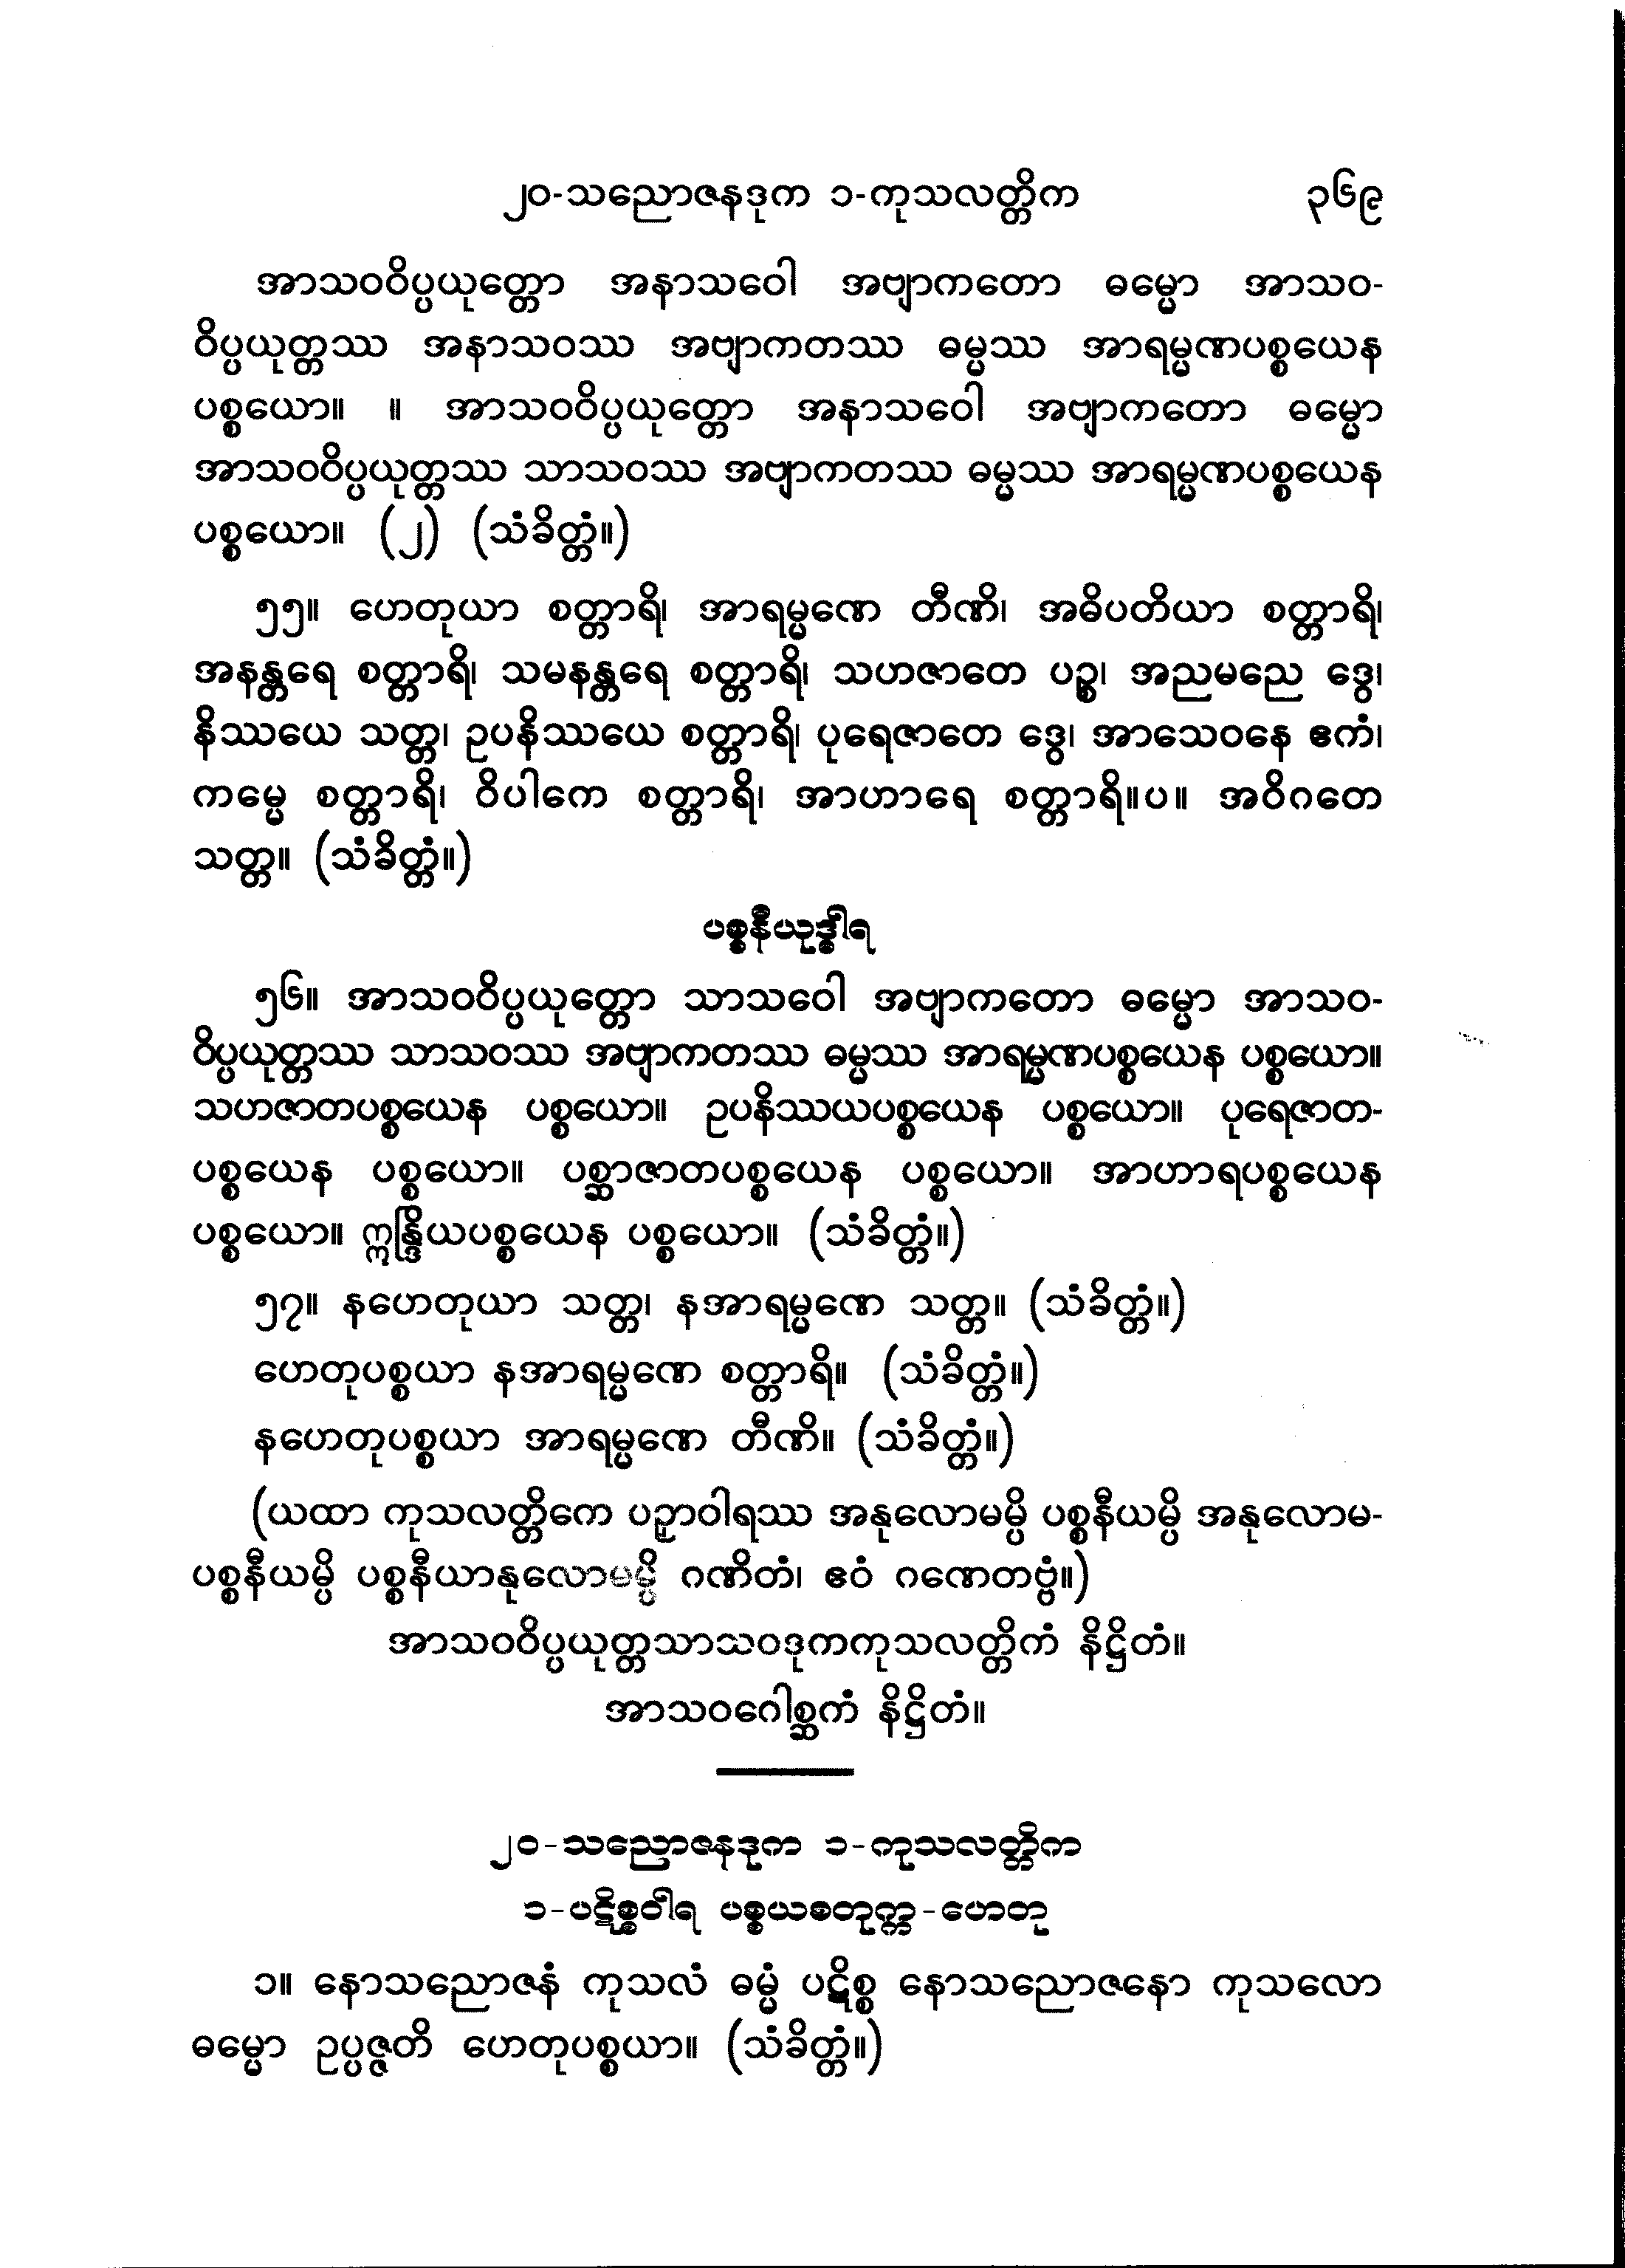 ၂၀-သညောဇနဒုက ၁-ကုသလတ္တိက ၃၆၉
အာသဝဝိပ္ပယုတ္တော အနာသဝေါ အဗျာကတော ဓမ္မော အာသဝ-
ဝိပ္ပယုတ္တဿ အနာသဝဿ အဗျာကတဿ ဓမ္မဿ အာရမ္မဏပစ္စယေန
ပစ္စယော။ ။ အာသဝဝိပ္ပယုတ္တော အနာသဝေါ အဗျာကတော ဓမ္မော
အာသဝဝိပ္ပယုတ္တဿ သာသဝဿ အဗျာကတဿ ဓမ္မဿ အာရမ္မဏပစ္စယေန
ပစ္စယော။ (၂) (သံခိတ္တံ။)
၅၅။ ဟေတုယာ စတ္တာရိ၊ အာရမ္မဏေ တီဏိ၊ အဓိပတိယာ စတ္တာရိ၊
အနန္တရေ စတ္တာရိ၊ သမနန္တရေ စတ္တာရိ၊ သဟဇာတေ ပဉ္စ၊ အညမညေ ဒွေ၊
နိဿယေ သတ္တ၊ ဥပနိဿယေ စတ္တာရိ၊ ပုရေဇာတေ ဒွေ၊ အာသေဝနေ ဧကံ၊
ကမ္မေ စတ္တာရိ၊ ဝိပါကေ စတ္တာရိ၊ အာဟာရေ စတ္တာရိ။ပ။ အဝိဂတေ
သတ္တ။ (သံခိတ္တံ။)
ပစ္စနီယုဒ္ဓါရ
၅၆။ အာသဝဝိပ္ပယုတ္တော သာသဝေါ အဗျာကတော ဓမ္မော အာသဝ-
ဝိပ္ပယုတ္တဿ သာသဝဿ အဗျာကတဿ ဓမ္မဿ အာရမ္မဏပစ္စယေန ပစ္စယော။
သဟဇာတပစ္စယေန ပစ္စယော။ ဥပနိဿယပစ္စယေန ပစ္စယော။ ပုရေဇာတ-
ပစ္စယေန ပစ္စယော။ ပစ္ဆာဇာတပစ္စယေန ပစ္စယော။ အာဟာရပစ္စယေန
ပစ္စယော။ ဣန္ဒြိယပစ္စယေန ပစ္စယော။ (သံခိတ္တံ။)
၅၇။ နဟေတုယာ သတ္တ၊ နအာရမ္မဏေ သတ္တ။ (သံခိတ္တံ။)
ဟေတုပစ္စယာ နအာရမ္မဏေ စတ္တာရိ။ (သံခိတ္တံ။)
နဟေတုပစ္စယာ အာရမ္မဏေ တီဏိ။ (သံခိတ္တံ။)
(ယထာ ကုသလတ္တိကေ ပဉှာဝါရဿ အနုလောမမ္ပိ ပစ္စနီယမ္ပိ အနုလောမ-
ပစ္စနီယမ္ပိ ပစ္စနီယာနုလောမမ္ပိ ဂဏိတံ၊ ဧဝံ ဂဏေတဗ္ဗံ။)
အာသဝဝိပ္ပယုတ္တသာသဝဒုကကုသလတ္တိကံ နိဋ္ဌိတံ။
အာသဝဂေါစ္ဆကံ နိဋ္ဌိတံ။
၂၀-သညောဇနဒုက ၁-ကုသလတ္တိက
၁-ပဋိစ္စဝါရ ပစ္စယစတုက္က-ဟေတု
၁။ နောသညောဇနံ ကုသလံ ဓမ္မံ ပဋိစ္စ နောသညောဇနော ကုသလော
ဓမ္မော ဥပ္ပဇ္ဇတိ ဟေတုပစ္စယာ။ (သံခိတ္တံ။)